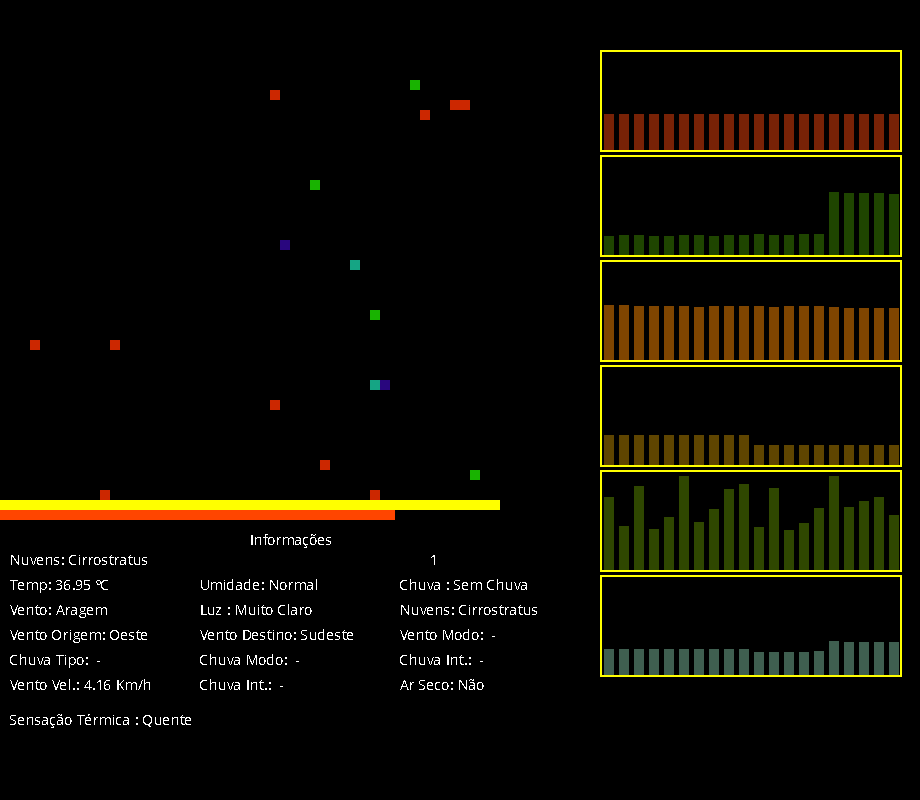 Informações
Nuvens: Cirrostratus 1
Temp: 36.95 ºC Umidade: Normal Chuva : Sem Chuva
Vento: Aragem Luz : Muito Claro Nuvens: Cirrostratus
Vento Origem: Oeste Vento Destino: Sudeste Vento Modo: -
Chuva Tipo: - Chuva Modo: - Chuva Int.: -
Vento Vel.: 4.16 Km/h Chuva Int.: - Ar Seco: Não
Sensação Térmica : Quente